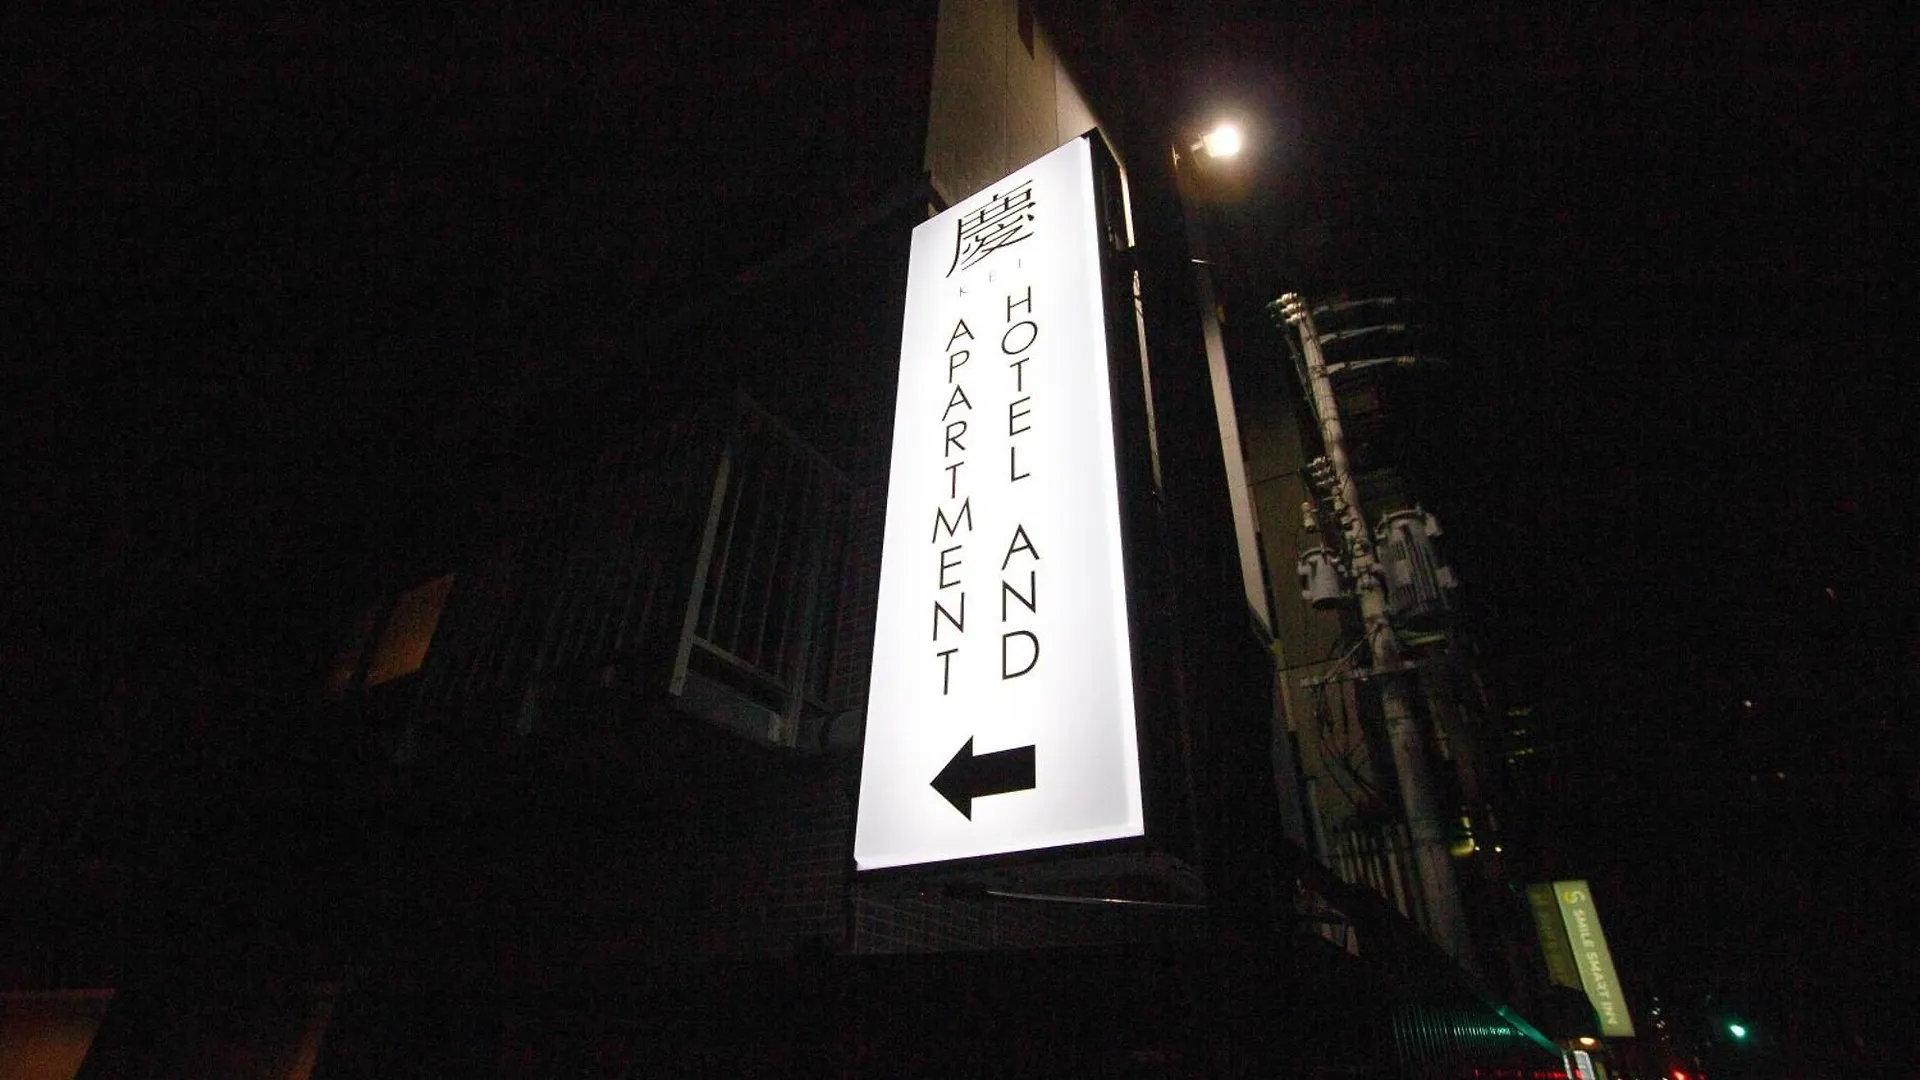 慶
KEI
HOTEL AND
APARTMENT
SMILE SMART INN